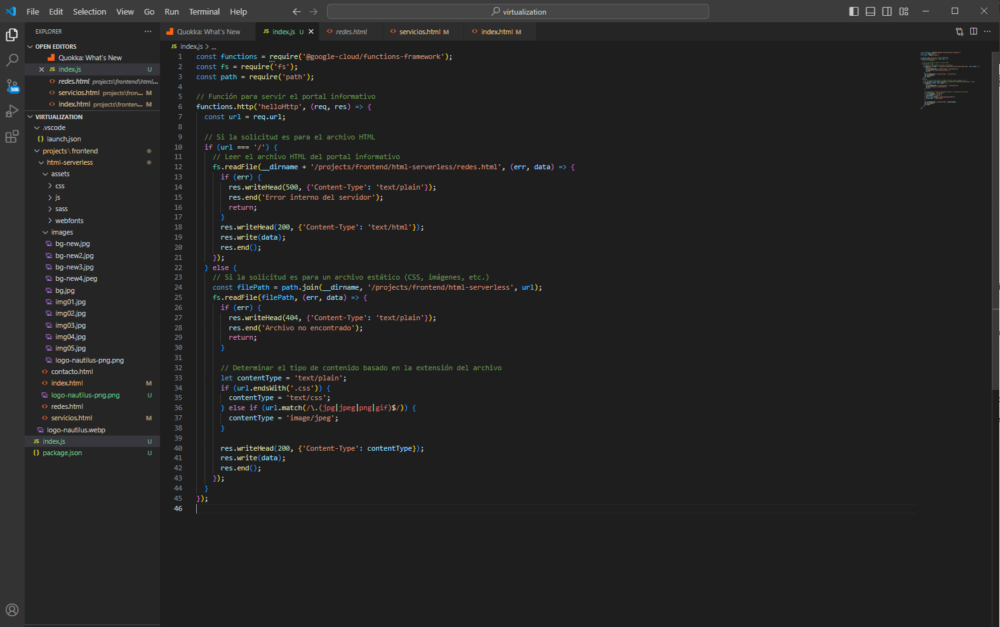 File Edit Selection View Go Run Terminal Help
virtualization
EXPLORER
OPEN EDITORS
Quokka: What's New
JS index.js U
redes.html projects\frontend\html...
servicios.html projects\fron... M
index.html projects\fronten... M
VIRTUALIZATION
.vscode
{} launch.json
projects\frontend
html-serverless
assets
css
js
sass
webfonts
images
bg-new.jpg
bg-new2.jpg
bg-new3.jpg
bg-new4.jpeg
bg.jpg
img01.jpg
img02.jpg
img03.jpg
img04.jpg
img05.jpg
logo-nautilus-png.png
contacto.html
index.html M
logo-nautilus-png.png U
redes.html
servicios.html M
logo-nautilus.webp
JS index.js U
{} package.json U
308
Quokka: What's New JS index.js U redes.html servicios.html M index.html M
JS index.js > ...
1 const functions = require('@google-cloud/functions-framework');
2 const fs = require('fs');
3 const path = require('path');
4
5 // Función para servir el portal informativo
6 functions.http('helloHttp', (req, res) => {
7 const url = req.url;
8
9 // Si la solicitud es para el archivo HTML
10 if (url === '/') {
11 // Leer el archivo HTML del portal informativo
12 fs.readFile(__dirname + '/projects/frontend/html-serverless/redes.html', (err, data) => {
13 if (err) {
14 res.writeHead(500, {'Content-Type': 'text/plain'});
15 res.end('Error interno del servidor');
16 return;
17 }
18 res.writeHead(200, {'Content-Type': 'text/html'});
19 res.write(data);
20 res.end();
21 });
22 } else {
23 // Si la solicitud es para un archivo estático (CSS, imágenes, etc.)
24 const filePath = path.join(__dirname, '/projects/frontend/html-serverless', url);
25 fs.readFile(filePath, (err, data) => {
26 if (err) {
27 res.writeHead(404, {'Content-Type': 'text/plain'});
28 res.end('Archivo no encontrado');
29 return;
30 }
31
32 // Determinar el tipo de contenido basado en la extensión del archivo
33 let contentType = 'text/plain';
34 if (url.endsWith('.css')) {
35 contentType = 'text/css';
36 } else if (url.match(/\.(jpg|jpeg|png|gif)$/)) {
37 contentType = 'image/jpeg';
38 }
39
40 res.writeHead(200, {'Content-Type': contentType});
41 res.write(data);
42 res.end();
43 });
44 }
45 });
46